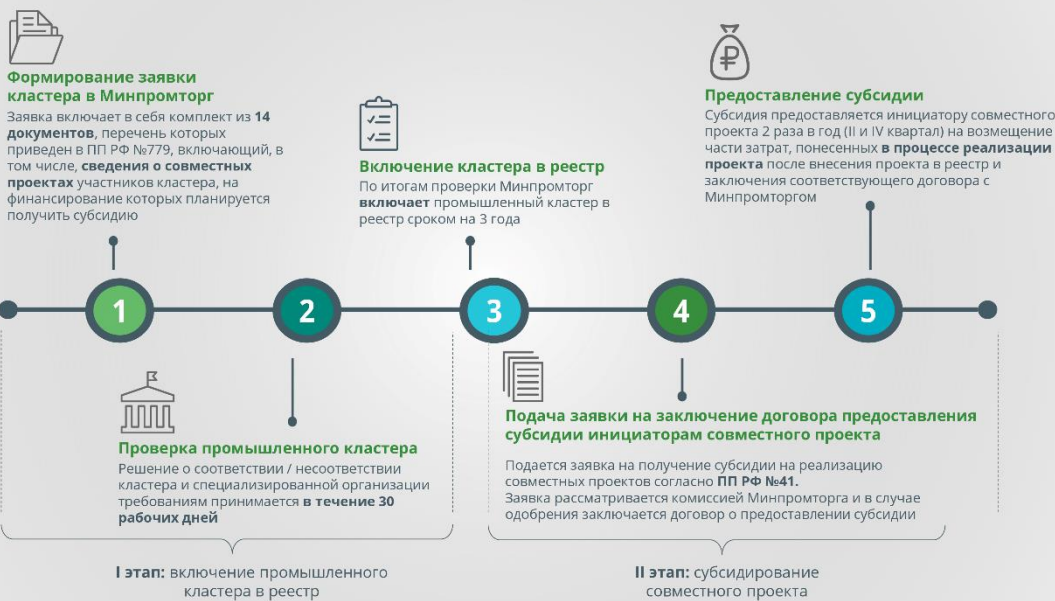 Формирование заявки
кластера в Минпромторг
Заявка включает в себя комплект из 14
документов, перечень которых
приведен в ПП РФ №779, включающий, в
том числе, сведения о совместных
проектах участников кластера, на
финансирование которых планируется
получить субсидию
Включение кластера в реестр
По итогам проверки Минпромторг
включает промышленный кластер в
реестр сроком на 3 года
₽
Предоставление субсидии
Субсидия предоставляется инициатору совместного
проекта 2 раза в год (II и IV квартал) на возмещение
части затрат, понесенных в процессе реализации
проекта после внесения проекта в реестр и
заключения соответствующего договора с
Минпромторгом
1
2
3
4
5
Проверка промышленного кластера
Решение о соответствии / несоответствии
кластера и специализированной организации
требованиям принимается в течение 30
рабочих дней
Подача заявки на заключение договора предоставления
субсидии инициаторам совместного проекта
Подается заявка на получение субсидии на реализацию
совместных проектов согласно ПП РФ №41.
Заявка рассматривается комиссией Минпромторга и в случае
одобрения заключается договор о предоставлении субсидии
I этап: включение промышленного
кластера в реестр
II этап: субсидирование
совместного проекта